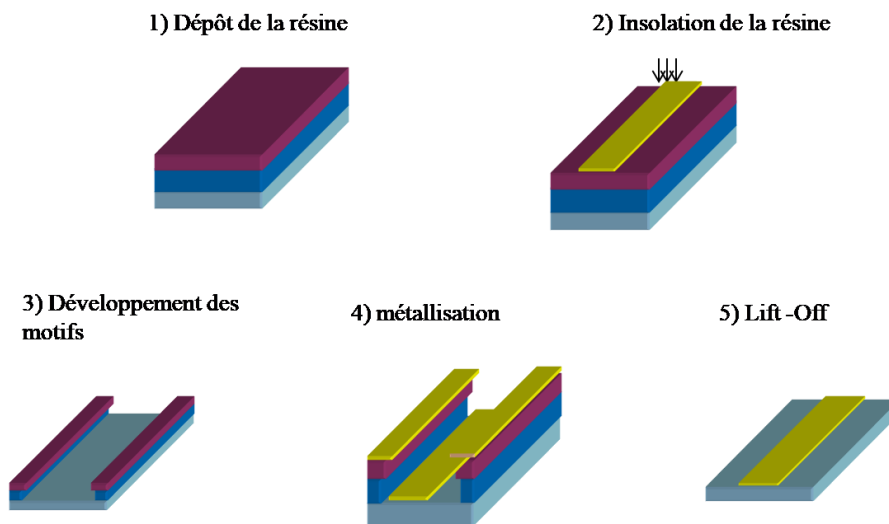 1) Dépôt de la résine
2) Insolation de la résine
3) Développement des
motifs
4) métallisation
5) Lift -Off